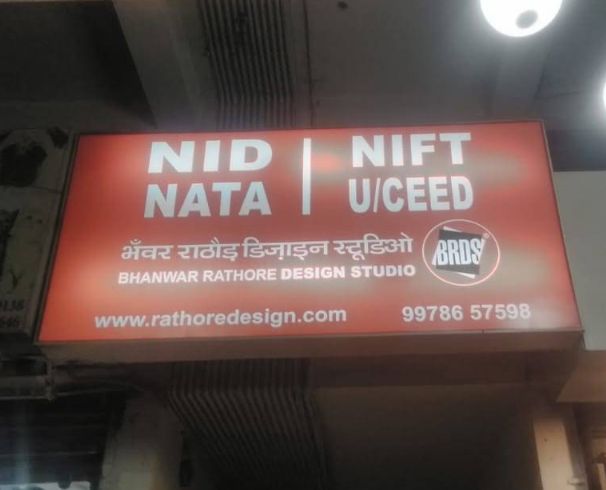 NID | NIFT
NATA | U/CEED
भँवर राठौड़ डिज़ाइन स्टूडिओ
BRDS
BHANWAR RATHORE DESIGN STUDIO
www.rathoredesign.com 99786 57598